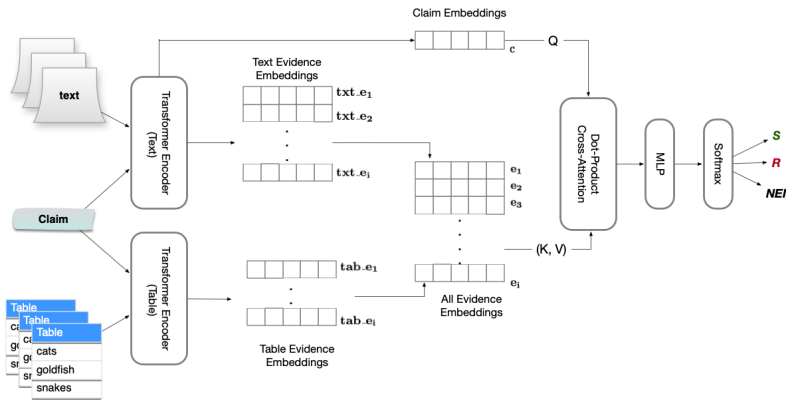 Claim Embeddings
c
Q
text
Transformer Encoder
(Text)
Text Evidence
Embeddings
txt_e1
txt_e2
txt_ei
Dot-Product
Cross-Attention
MLP
Softmax
S
R
NEI
e1
e2
e3
ei
All Evidence
Embeddings
(K, V)
Claim
Transformer Encoder
(Table)
tab_e1
tab_ei
Table Evidence
Embeddings
Table
Table
Table
cats
goldfish
snakes